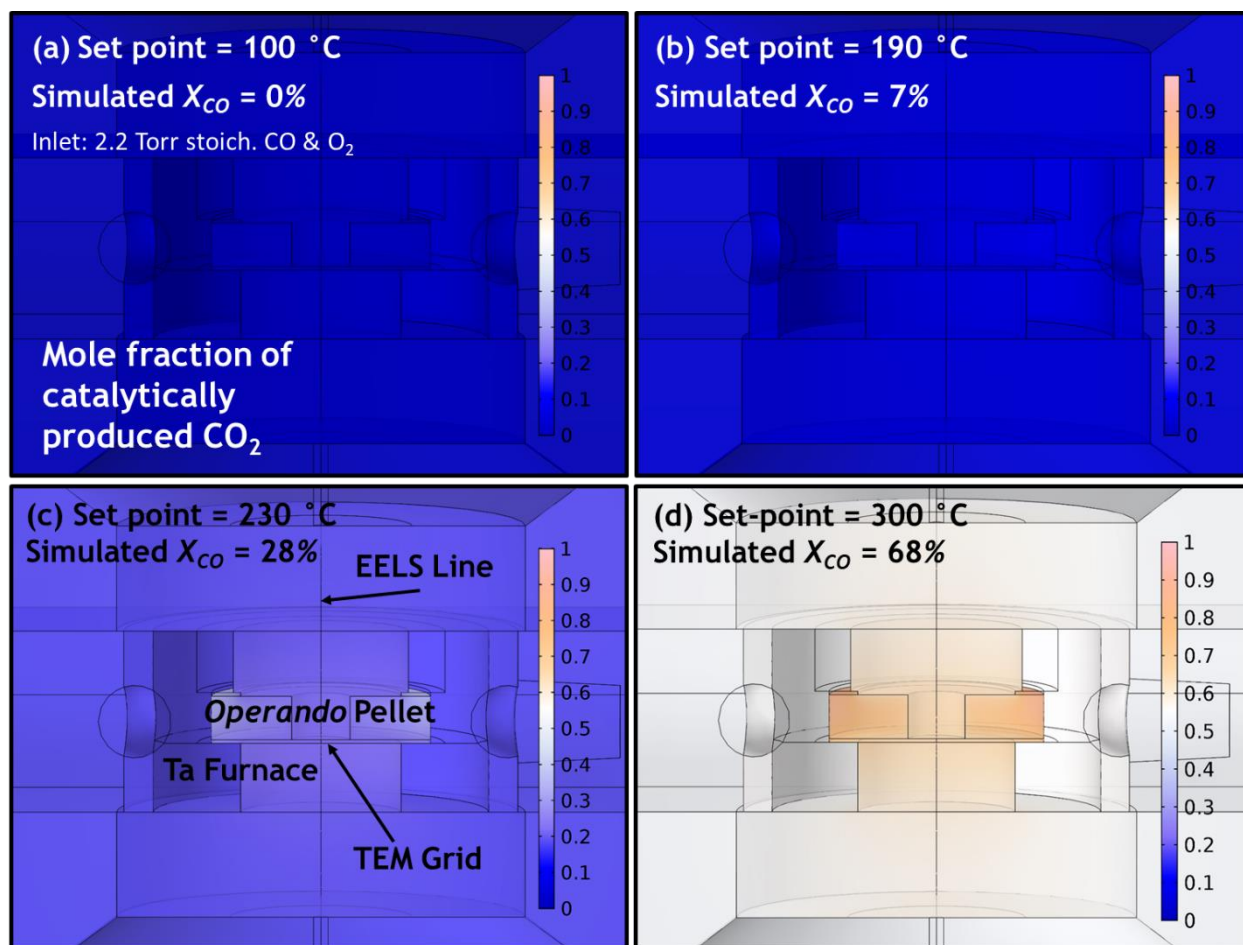 (a) Set point = 100 °C
Simulated X_CO = 0%
Inlet: 2.2 Torr stoich. CO & O₂
1
0.9
0.8
0.7
0.6
0.5
0.4
0.3
0.2
0.1
0
Mole fraction of
catalytically
produced CO₂
(b) Set point = 190 °C
Simulated X_CO = 7%
1
0.9
0.8
0.7
0.6
0.5
0.4
0.3
0.2
0.1
0
(c) Set point = 230 °C
Simulated X_CO = 28%
EELS Line
Operando Pellet
Ta Furnace
TEM Grid
1
0.9
0.8
0.7
0.6
0.5
0.4
0.3
0.2
0.1
0
(d) Set-point = 300 °C
Simulated X_CO = 68%
1
0.9
0.8
0.7
0.6
0.5
0.4
0.3
0.2
0.1
0